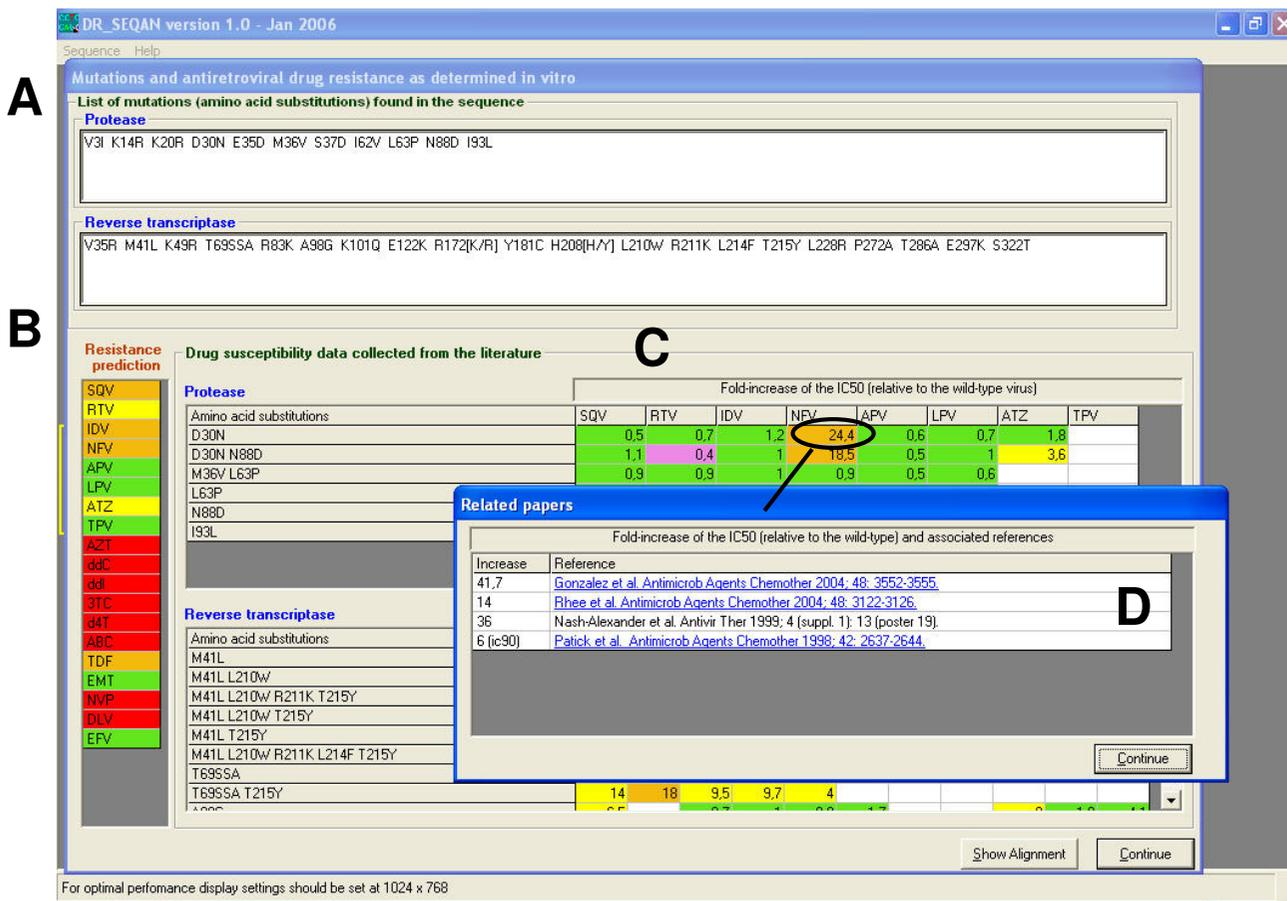 DR_SEQAN version 1.0 - Jan 2006
Sequence Help
A
Mutations and antiretroviral drug resistance as determined in vitro
List of mutations (amino acid substitutions) found in the sequence
Protease
V3I K14R K20R D30N E35D M36V S37D I62V L63P N88D I93L
Reverse transcriptase
V35R M41L K49R T69SSA R83K A98G K101Q E122K R172[K/R] Y181C H208[H/Y] L210W R211K L214F T215Y L228R P272A T286A E297K S322T
B
C
Resistance prediction
Drug susceptibility data collected from the literature
SQV
RTV
IDV
NFV
APV
LPV
ATZ
TPV
AZT
ddC
ddI
3TC
d4T
ABC
TDF
EMT
NVP
DLV
EFV
Protease
Fold-increase of the IC50 (relative to the wild-type virus)
Amino acid substitutions SQV RTV IDV NFV APV LPV ATZ TPV
D30N 0,5 0,7 1,2 24,4 0,6 0,7 1,8
D30N N88D 1,1 0,4 1 18,5 0,5 1 3,6
M36V L63P 0,9 0,9 1 0,9 0,5 0,6
L63P
N88D
I93L
Related papers
Fold-increase of the IC50 (relative to the wild-type) and associated references
Increase Reference
41,7 Gonzalez et al. Antimicrob Agents Chemother 2004; 48: 3552-3555.
14 Rhee et al. Antimicrob Agents Chemother 2004; 48: 3122-3126.
36 Nash-Alexander et al. Antivir Ther 1999; 4 (suppl. 1): 13 (poster 19).
6 (ic90) Patick et al. Antimicrob Agents Chemother 1998; 42: 2637-2644.
D
Continue
Reverse transcriptase
Amino acid substitutions
M41L
M41L L210W
M41L L210W R211K T215Y
M41L L210W T215Y
M41L T215Y
M41L L210W R211K L214F T215Y
T69SSA
T69SSA T215Y 14 18 9,5 9,7 4
Show Alignment Continue
For optimal perfomance display settings should be set at 1024 x 768